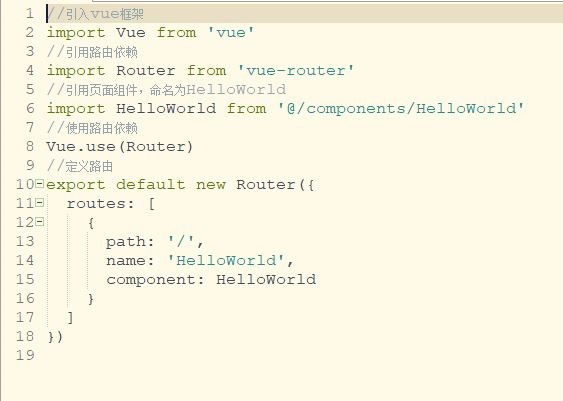 1 //引入vue框架
2 import Vue from 'vue'
3 //引用路由依赖
4 import Router from 'vue-router'
5 //引用页面组件，命名为HelloWorld
6 import HelloWorld from '@/components/HelloWorld'
7 //使用路由依赖
8 Vue.use(Router)
9 //定义路由
10 export default new Router({
11   routes: [
12     {
13       path: '/',
14       name: 'HelloWorld',
15       component: HelloWorld
16     }
17   ]
18 })
19